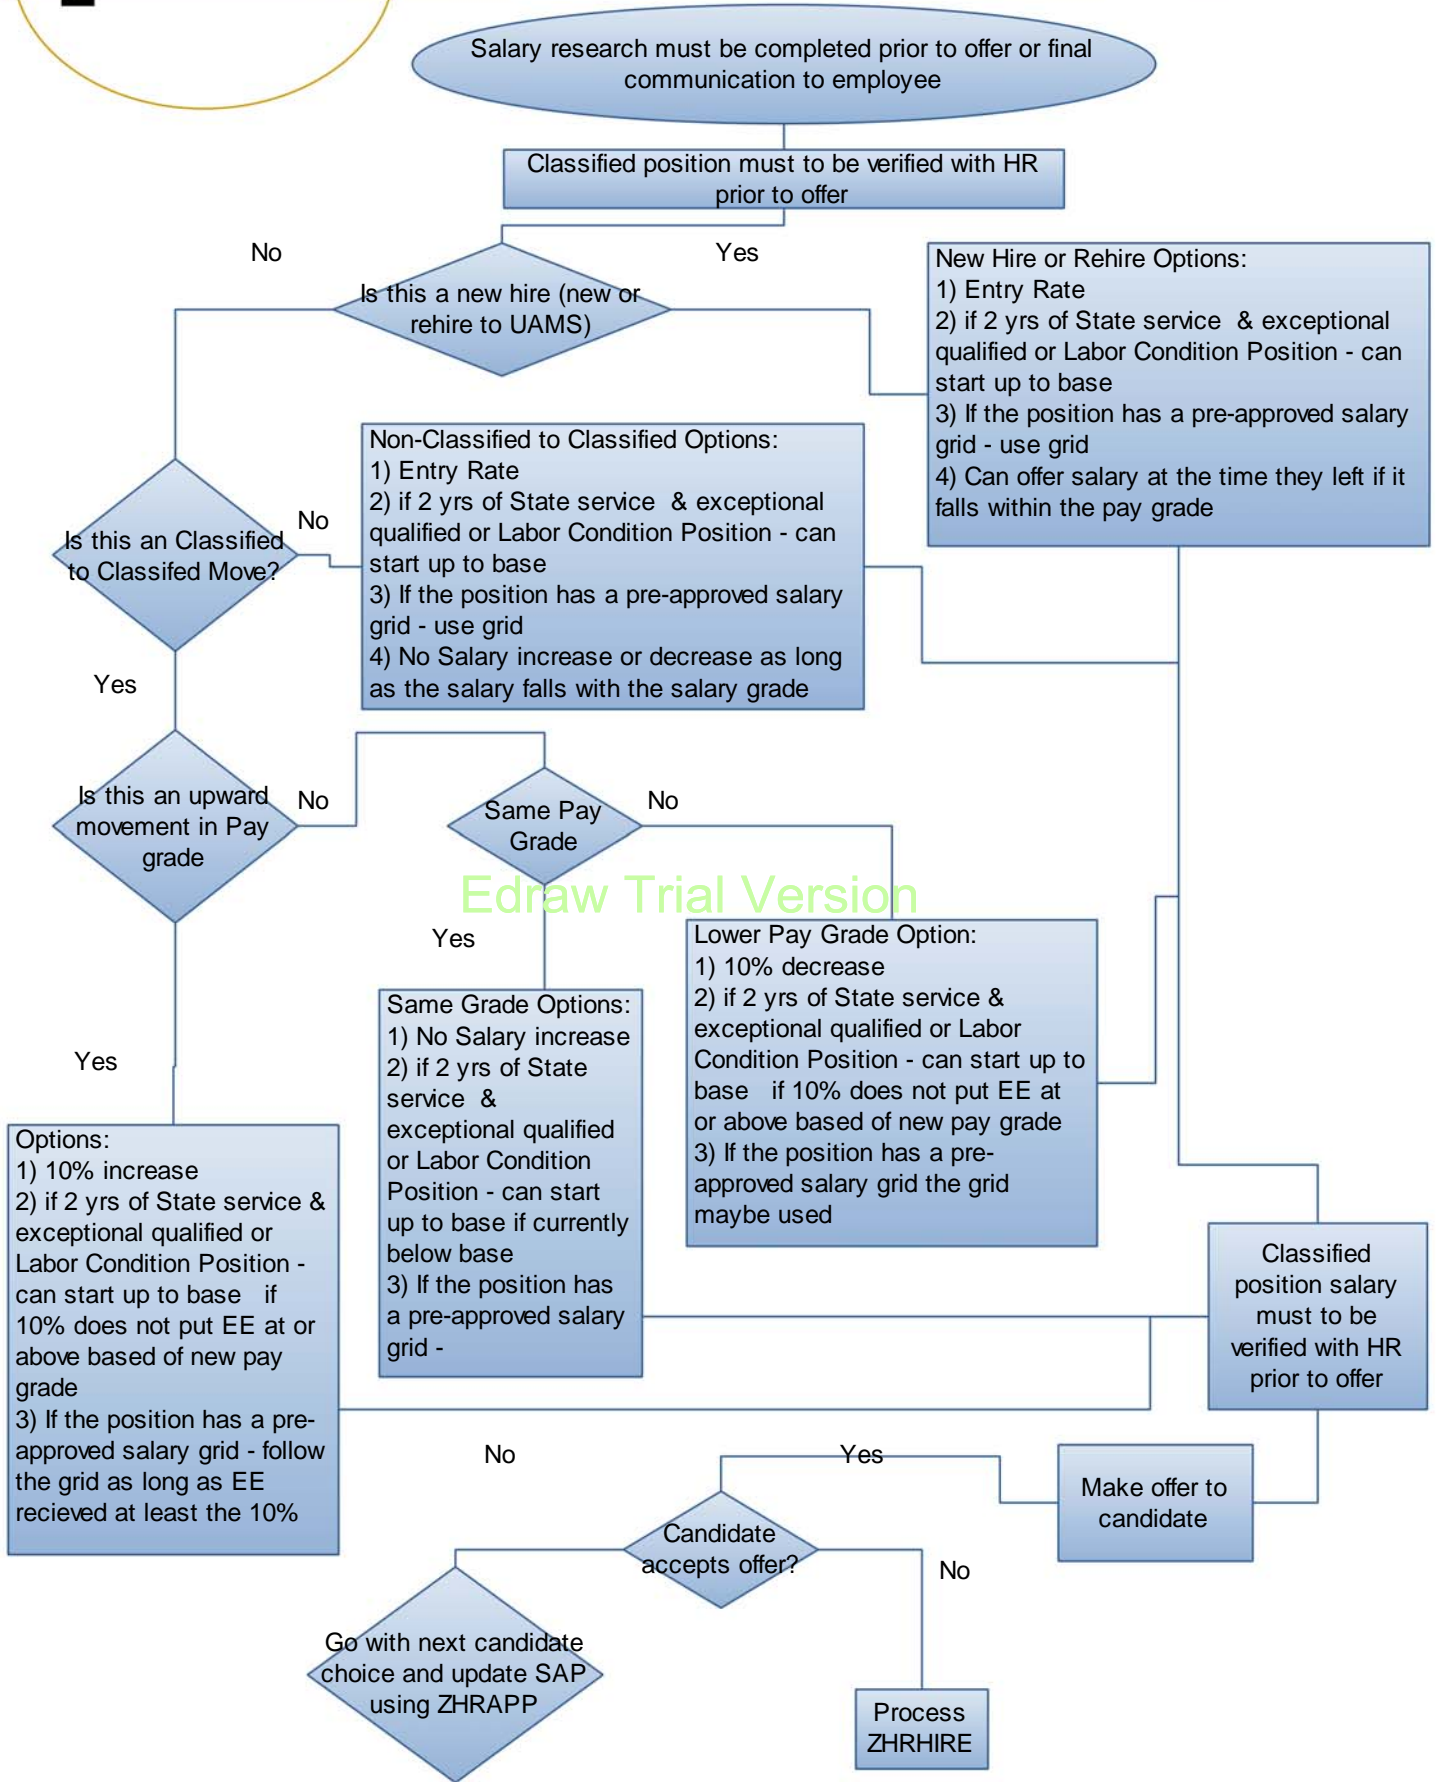 Salary research must be completed prior to offer or final
communication to employee
Classified position must to be verified with HR
prior to offer
No
Yes
Is this a new hire (new or
rehire to UAMS)
New Hire or Rehire Options:
1) Entry Rate
2) if 2 yrs of State service & exceptional
qualified or Labor Condition Position - can
start up to base
3) If the position has a pre-approved salary
grid - use grid
4) Can offer salary at the time they left if it
falls within the pay grade
Non-Classified to Classified Options:
1) Entry Rate
2) if 2 yrs of State service & exceptional
qualified or Labor Condition Position - can
start up to base
3) If the position has a pre-approved salary
grid - use grid
4) No Salary increase or decrease as long
as the salary falls with the salary grade
No
Is this an Classified
to Classifed Move?
Yes
Is this an upward
movement in Pay
grade
No
Same Pay
Grade
No
Edraw Trial Version
Yes
Lower Pay Grade Option:
1) 10% decrease
2) if 2 yrs of State service &
exceptional qualified or Labor
Condition Position - can start up to
base if 10% does not put EE at
or above based of new pay grade
3) If the position has a pre-
approved salary grid the grid
maybe used
Same Grade Options:
1) No Salary increase
2) if 2 yrs of State
service &
exceptional qualified
or Labor Condition
Position - can start
up to base if currently
below base
3) If the position has
a pre-approved salary
grid -
Yes
Options:
1) 10% increase
2) if 2 yrs of State service &
exceptional qualified or
Labor Condition Position -
can start up to base if
10% does not put EE at or
above based of new pay
grade
3) If the position has a pre-
approved salary grid - follow
the grid as long as EE
recieved at least the 10%
Classified
position salary
must to be
verified with HR
prior to offer
No
Yes
Make offer to
candidate
Candidate
accepts offer?
No
Go with next candidate
choice and update SAP
using ZHRAPP
Process
ZHRHIRE